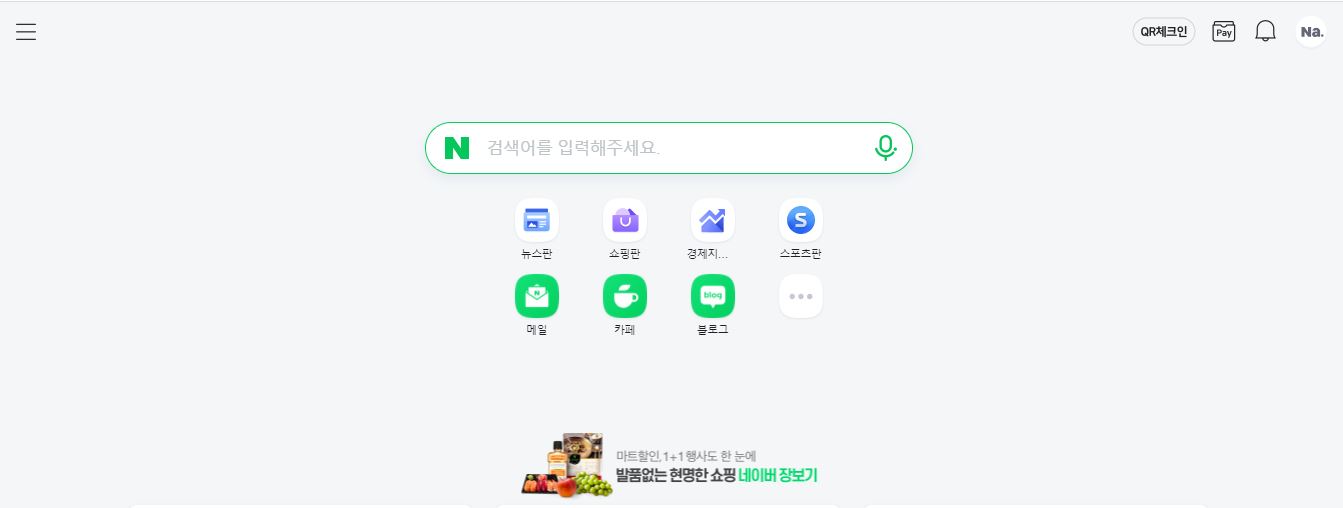 QR체크인
Pay
Na.
N 검색어를 입력해주세요.
뉴스판
쇼핑판
경제지...
S
스포츠판
N
메일
카페
blog
블로그
마트할인, 1+1 행사도 한 눈에
발품없는 현명한 쇼핑 네이버 장보기